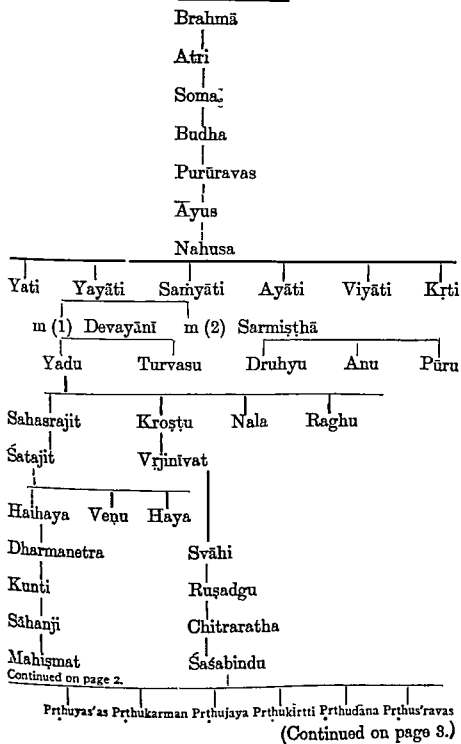 Brahmā
Atri
Soma
Budha
Purūravas
Āyus
Nahusa
Yati Yayāti Saṁyāti Ayāti Viyāti Kṛti
m (1) Devayānī m (2) Sarmiṣṭhā
Yadu Turvasu Druhyu Anu Pūru
Sahasrajit Kroṣṭu Nala Raghu
Śatajit Vṛjinīvat
Haihaya Veṇu Haya
Dharmanetra Svāhi
Kunti Ruṣadgu
Sāhanji Chitraratha
Mahiṣmat Śaśabindu
Continued on page 2.
Pṛthuyas'as Pṛthukarman Pṛthujaya Pṛthukīrtti Pṛthudāna Pṛthus'ravas
(Continued on page 3.)